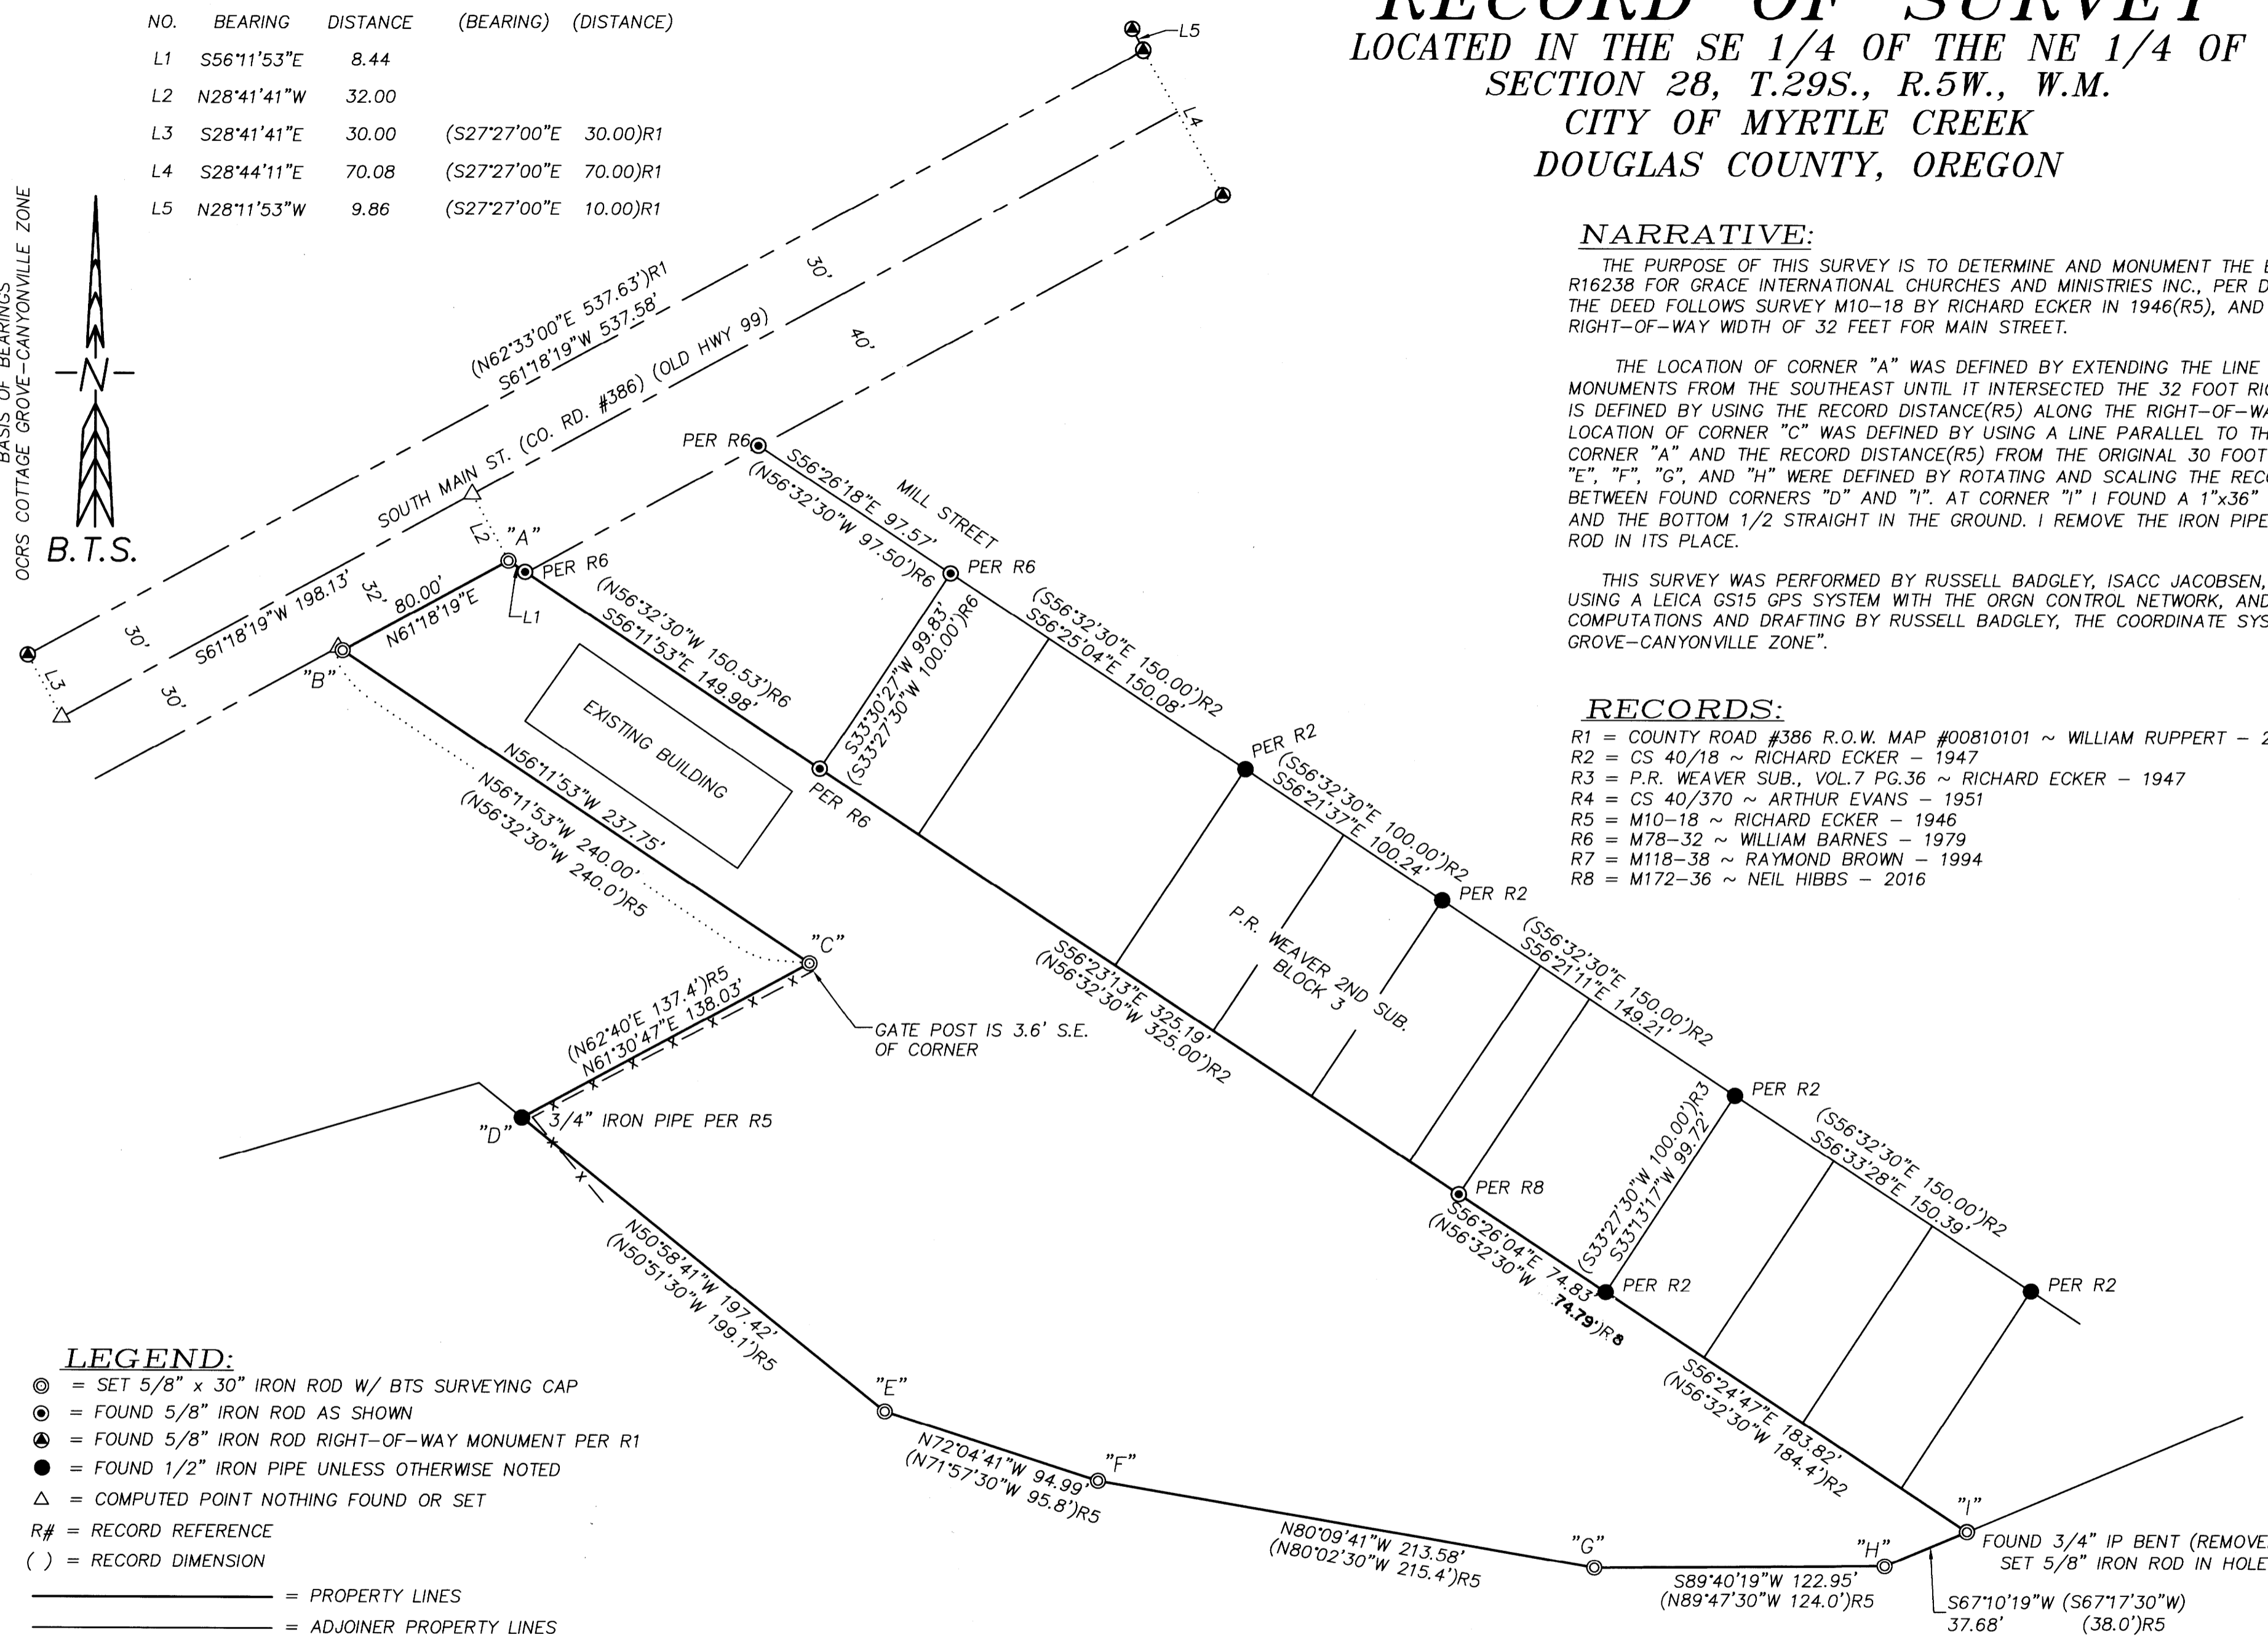 NO. BEARING DISTANCE (BEARING) (DISTANCE)
L1 S56°11'53"E 8.44
L2 N28°41'41"W 32.00
L3 S28°41'41"E 30.00 (S27°27'00"E 30.00)R1
L4 S28°44'11"E 70.08 (S27°27'00"E 70.00)R1
L5 N28°11'53"W 9.86 (S27°27'00"E 10.00)R1
RECORD OF SURVEY
LOCATED IN THE SE 1/4 OF THE NE 1/4 OF
SECTION 28, T.29S., R.5W., W.M.
CITY OF MYRTLE CREEK
DOUGLAS COUNTY, OREGON
BASIS OF BEARINGS
OCRS COTTAGE GROVE-CANYONVILLE ZONE
N
B.T.S.
NARRATIVE:
THE PURPOSE OF THIS SURVEY IS TO DETERMINE AND MONUMENT THE
R16238 FOR GRACE INTERNATIONAL CHURCHES AND MINISTRIES INC., PER
THE DEED FOLLOWS SURVEY M10-18 BY RICHARD ECKER IN 1946(R5), AND
RIGHT-OF-WAY WIDTH OF 32 FEET FOR MAIN STREET.
THE LOCATION OF CORNER "A" WAS DEFINED BY EXTENDING THE LINE
MONUMENTS FROM THE SOUTHEAST UNTIL IT INTERSECTED THE 32 FOOT
IS DEFINED BY USING THE RECORD DISTANCE(R5) ALONG THE
LOCATION OF CORNER "C" WAS DEFINED BY USING A LINE PARALLEL TO
CORNER "A" AND THE RECORD DISTANCE(R5) FROM THE ORIGINAL 30 FOOT
"E", "F", "G", AND "H" WERE DEFINED BY ROTATING AND SCALING THE
BETWEEN FOUND CORNERS "D" AND "I". AT CORNER "I" I FOUND A 1"x36"
AND THE BOTTOM 1/2 STRAIGHT IN THE GROUND. I REMOVE THE IRON PIPE
ROD IN ITS PLACE.
THIS SURVEY WAS PERFORMED BY RUSSELL BADGLEY, ISACC JACOBSEN,
USING A LEICA GS15 GPS SYSTEM WITH THE ORGN CONTROL NETWORK, AND
COMPUTATIONS AND DRAFTING BY RUSSELL BADGLEY, THE COORDINATE
GROVE-CANYONVILLE ZONE".
RECORDS:
R1 = COUNTY ROAD #386 R.O.W. MAP #00810101 ~ WILLIAM RUPPERT - 2
R2 = CS 40/18 ~ RICHARD ECKER - 1947
R3 = P.R. WEAVER SUB., VOL.7 PG.36 ~ RICHARD ECKER - 1947
R4 = CS 40/370 ~ ARTHUR EVANS - 1951
R5 = M10-18 ~ RICHARD ECKER - 1946
R6 = M78-32 ~ WILLIAM BARNES - 1979
R7 = M118-38 ~ RAYMOND BROWN - 1994
R8 = M172-36 ~ NEIL HIBBS - 2016
L5
L4
(N62°33'00"E 537.63')R1
S61°18'19"W 537.58'
30'
40'
SOUTH MAIN ST. (CO. RD. #386) (OLD HWY 99)
PER R6
S56°26'18"E 97.57'
(N56°32'30"W 97.50')R6
MILL STREET
L2
"A"
PER R6
L1
S61°18'19"W 198.13'
32'
80.00'
N61°18'19"E
30'
30'
L3
"B"
(N56°32'30"W 150.53')R6
S56°11'53"E 149.98'
EXISTING BUILDING
PER R6
S33°30'27"W 99.83'
(S33°27'30"W 100.00')R6
PER R6
(S56°32'30"E 150.00')R2
S56°25'04"E 150.08'
PER R2
(S56°32'30"E 100.00')R2
S56°21'37"E 100.24'
PER R2
(S56°32'30"E 150.00')R2
S56°21'11"E 149.21'
PER R2
(S56°32'30"E 150.00')R2
S56°33'28"E 150.39'
PER R2
N56°11'53"W 237.75'
N56°11'53"W 240.00'
(N56°32'30"W 240.0')R5
"C"
GATE POST IS 3.6' S.E.
OF CORNER
(N62°40'E 137.4')R5
N61°30'47"E 138.03'
x x x x x x
"D"
3/4" IRON PIPE PER R5
x x
P.R. WEAVER 2ND SUB.
BLOCK 3
S56°23'13"E 325.19'
(N56°32'30"W 325.00')R2
PER R8
S56°26'04"E 74.83'
(N56°32'30"W 74.79')R8
(S33°27'30"W 100.00')R3
S33°13'17"W 99.72'
PER R2
S56°24'47"E 183.82'
(N56°32'30"W 184.4')R2
N50°58'41"W 197.42'
(N50°51'30"W 199.1')R5
"E"
N72°04'41"W 94.99'
(N71°57'30"W 95.8')R5
"F"
N80°09'41"W 213.58'
(N80°02'30"W 215.4')R5
"G"
S89°40'19"W 122.95'
(N89°47'30"W 124.0')R5
"H"
"I"
FOUND 3/4" IP BENT (REMOVE
SET 5/8" IRON ROD IN HOLE
S67°10'19"W (S67°17'30"W)
37.68' (38.0')R5
LEGEND:
= SET 5/8" x 30" IRON ROD W/ BTS SURVEYING CAP
= FOUND 5/8" IRON ROD AS SHOWN
= FOUND 5/8" IRON ROD RIGHT-OF-WAY MONUMENT PER R1
= FOUND 1/2" IRON PIPE UNLESS OTHERWISE NOTED
= COMPUTED POINT NOTHING FOUND OR SET
R# = RECORD REFERENCE
( ) = RECORD DIMENSION
= PROPERTY LINES
= ADJOINER PROPERTY LINES